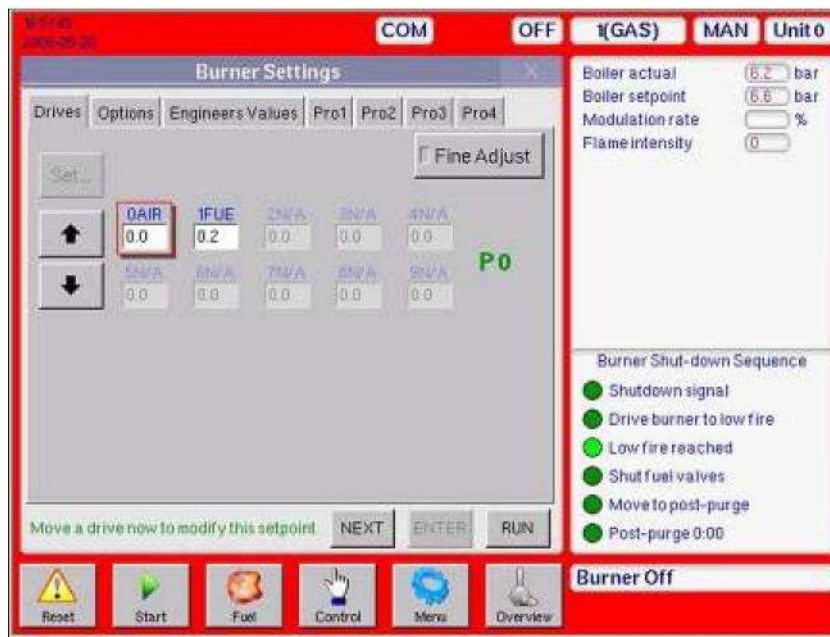 COM OFF 1(GAS) MAN Unit 0
Burner Settings X
Drives Options Engineers Values Pro1 Pro2 Pro3 Pro4
Fine Adjust
Set...
0AIR 1FUE 2N/A 3N/A 4N/A
0.0 0.2 0.0 0.0 0.0
P0
5N/A 6N/A 7N/A 8N/A 9N/A
0.0 0.0 0.0 0.0 0.0
Move a drive now to modify this setpoint NEXT ENTER RUN
Boiler actual 6.2 bar
Boiler setpoint 6.6 bar
Modulation rate %
Flame intensity 0
Burner Shut-down Sequence
Shutdown signal
Drive burner to low fire
Low fire reached
Shut fuel valves
Move to post-purge
Post-purge 0:00
Burner Off
Reset Start Fuel Control Menu Overview